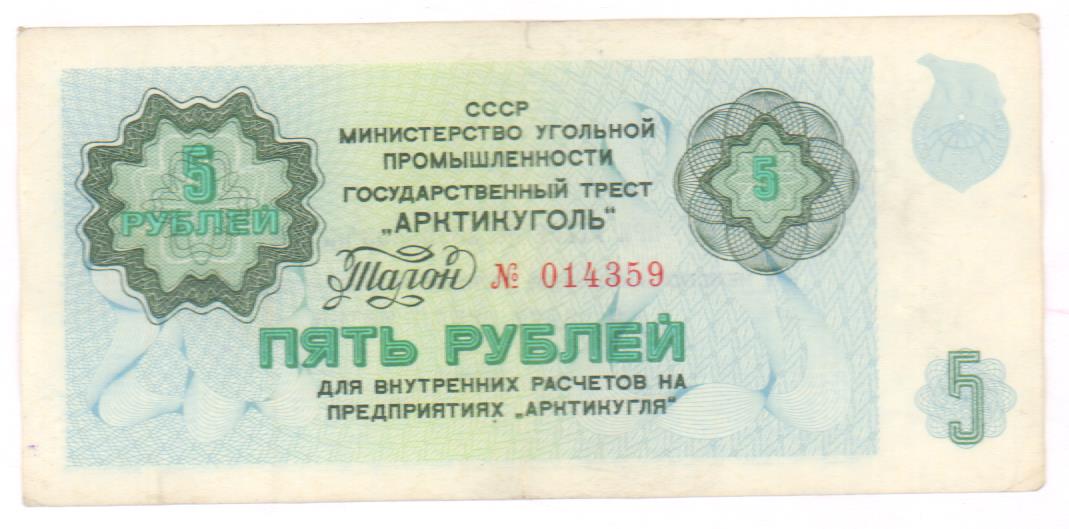 5
РУБЛЕЙ
СССР
МИНИСТЕРСТВО УГОЛЬНОЙ
ПРОМЫШЛЕННОСТИ
ГОСУДАРСТВЕННЫЙ ТРЕСТ
„АРКТИКУГОЛЬ“
5
Талон № 014359
ПЯТЬ РУБЛЕЙ
ДЛЯ ВНУТРЕННИХ РАСЧЕТОВ НА
ПРЕДПРИЯТИЯХ „АРКТИКУГЛЯ“
5